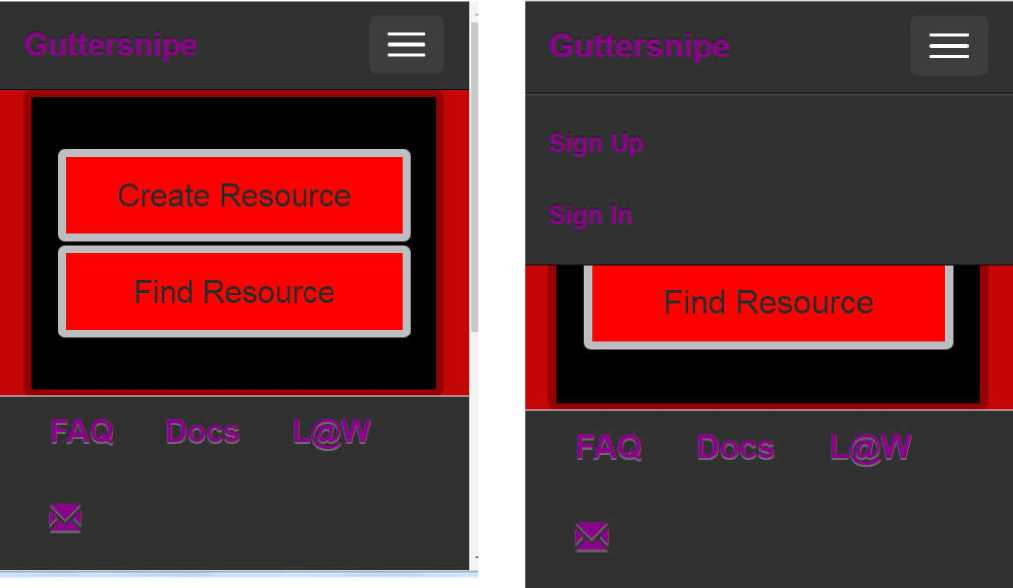 Guttersnipe
Create Resource
Find Resource
FAQ Docs L@W
Guttersnipe
Sign Up
Sign In
Find Resource
FAQ Docs L@W